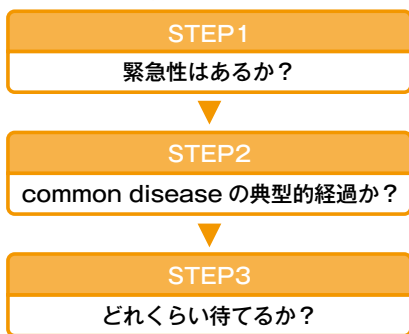 STEP1
緊急性はあるか？
STEP2
common disease の典型的経過か？
STEP3
どれくらい待てるか？